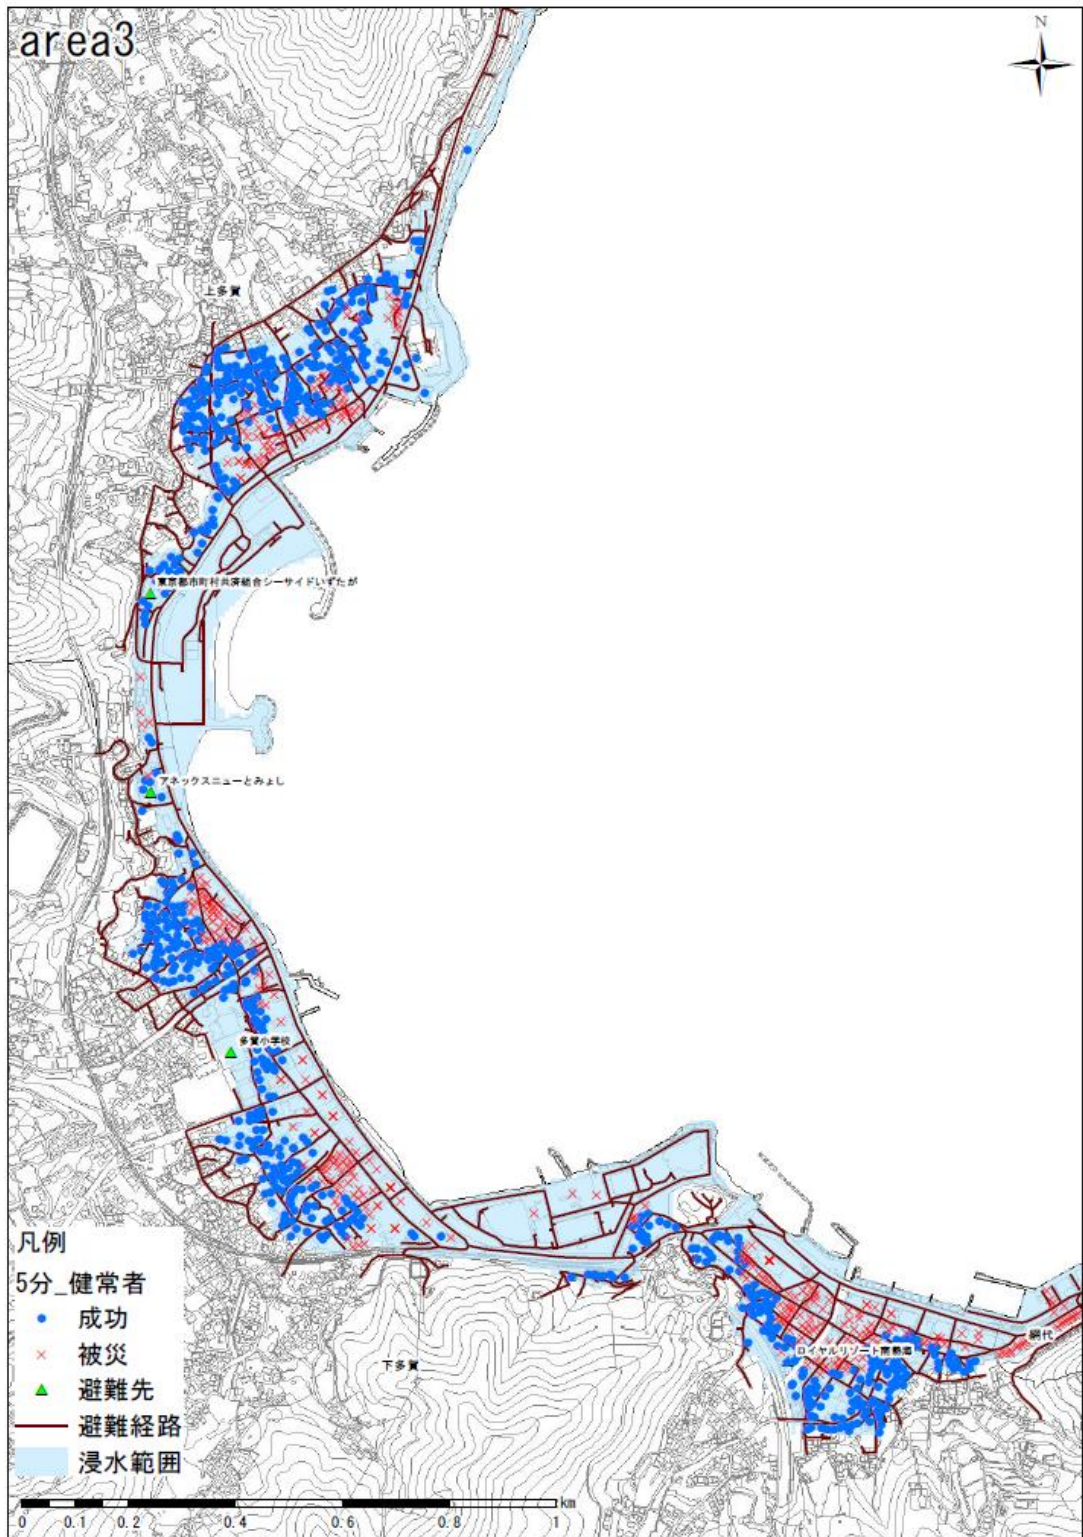 area3
N
上多賀
東京都市町村共済組合シーサイドいずたが
アネックスニューとみよし
多賀小学校
網代
ロイヤルリゾート南熱海
下多賀
凡例
5分_健常者
成功
被災
避難先
避難経路
浸水範囲
km
0 0.1 0.2 0.4 0.6 0.8 1